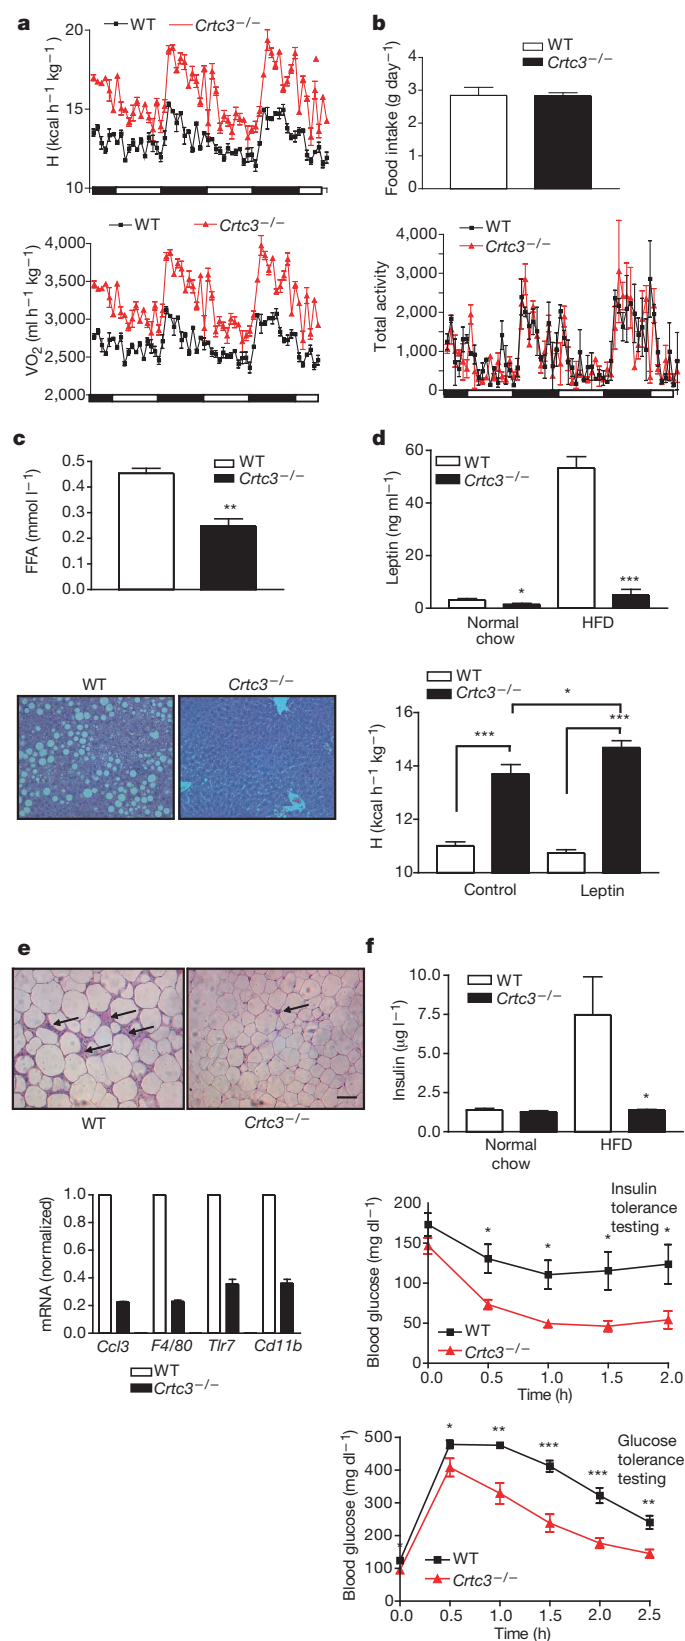 a
WT
Crtc3−/−
H (kcal h−1 kg−1)
20
15
10
WT
Crtc3−/−
VO2 (ml h−1 kg−1)
4,000
3,500
3,000
2,500
2,000
b
WT
Crtc3−/−
Food intake (g day−1)
4
3
2
1
0
WT
Crtc3−/−
Total activity
4,000
3,000
2,000
1,000
0
c
WT
Crtc3−/−
FFA (mmol l−1)
0.5
0.4
0.3
0.2
0.1
0.0
**
WT
Crtc3−/−
d
WT
Crtc3−/−
Leptin (ng ml−1)
60
40
20
0
*
***
Normal chow
HFD
WT
Crtc3−/−
H (kcal h−1 kg−1)
16
14
12
10
***
*
***
Control
Leptin
e
WT
Crtc3−/−
mRNA (normalized)
1.0
0.8
0.6
0.4
0.2
0.0
Ccl3 F4/80 Tlr7 Cd11b
WT
Crtc3−/−
f
WT
Crtc3−/−
Insulin (µg l−1)
10.0
7.5
5.0
2.5
0.0
*
Normal chow
HFD
Insulin
tolerance
testing
Blood glucose (mg dl−1)
200
150
100
50
0
* * * *
WT
Crtc3−/−
0.0 0.5 1.0 1.5 2.0
Time (h)
Glucose
tolerance
testing
Blood glucose (mg dl−1)
500
400
300
200
100
0
* * ** *** *** **
WT
Crtc3−/−
0.0 0.5 1.0 1.5 2.0 2.5
Time (h)